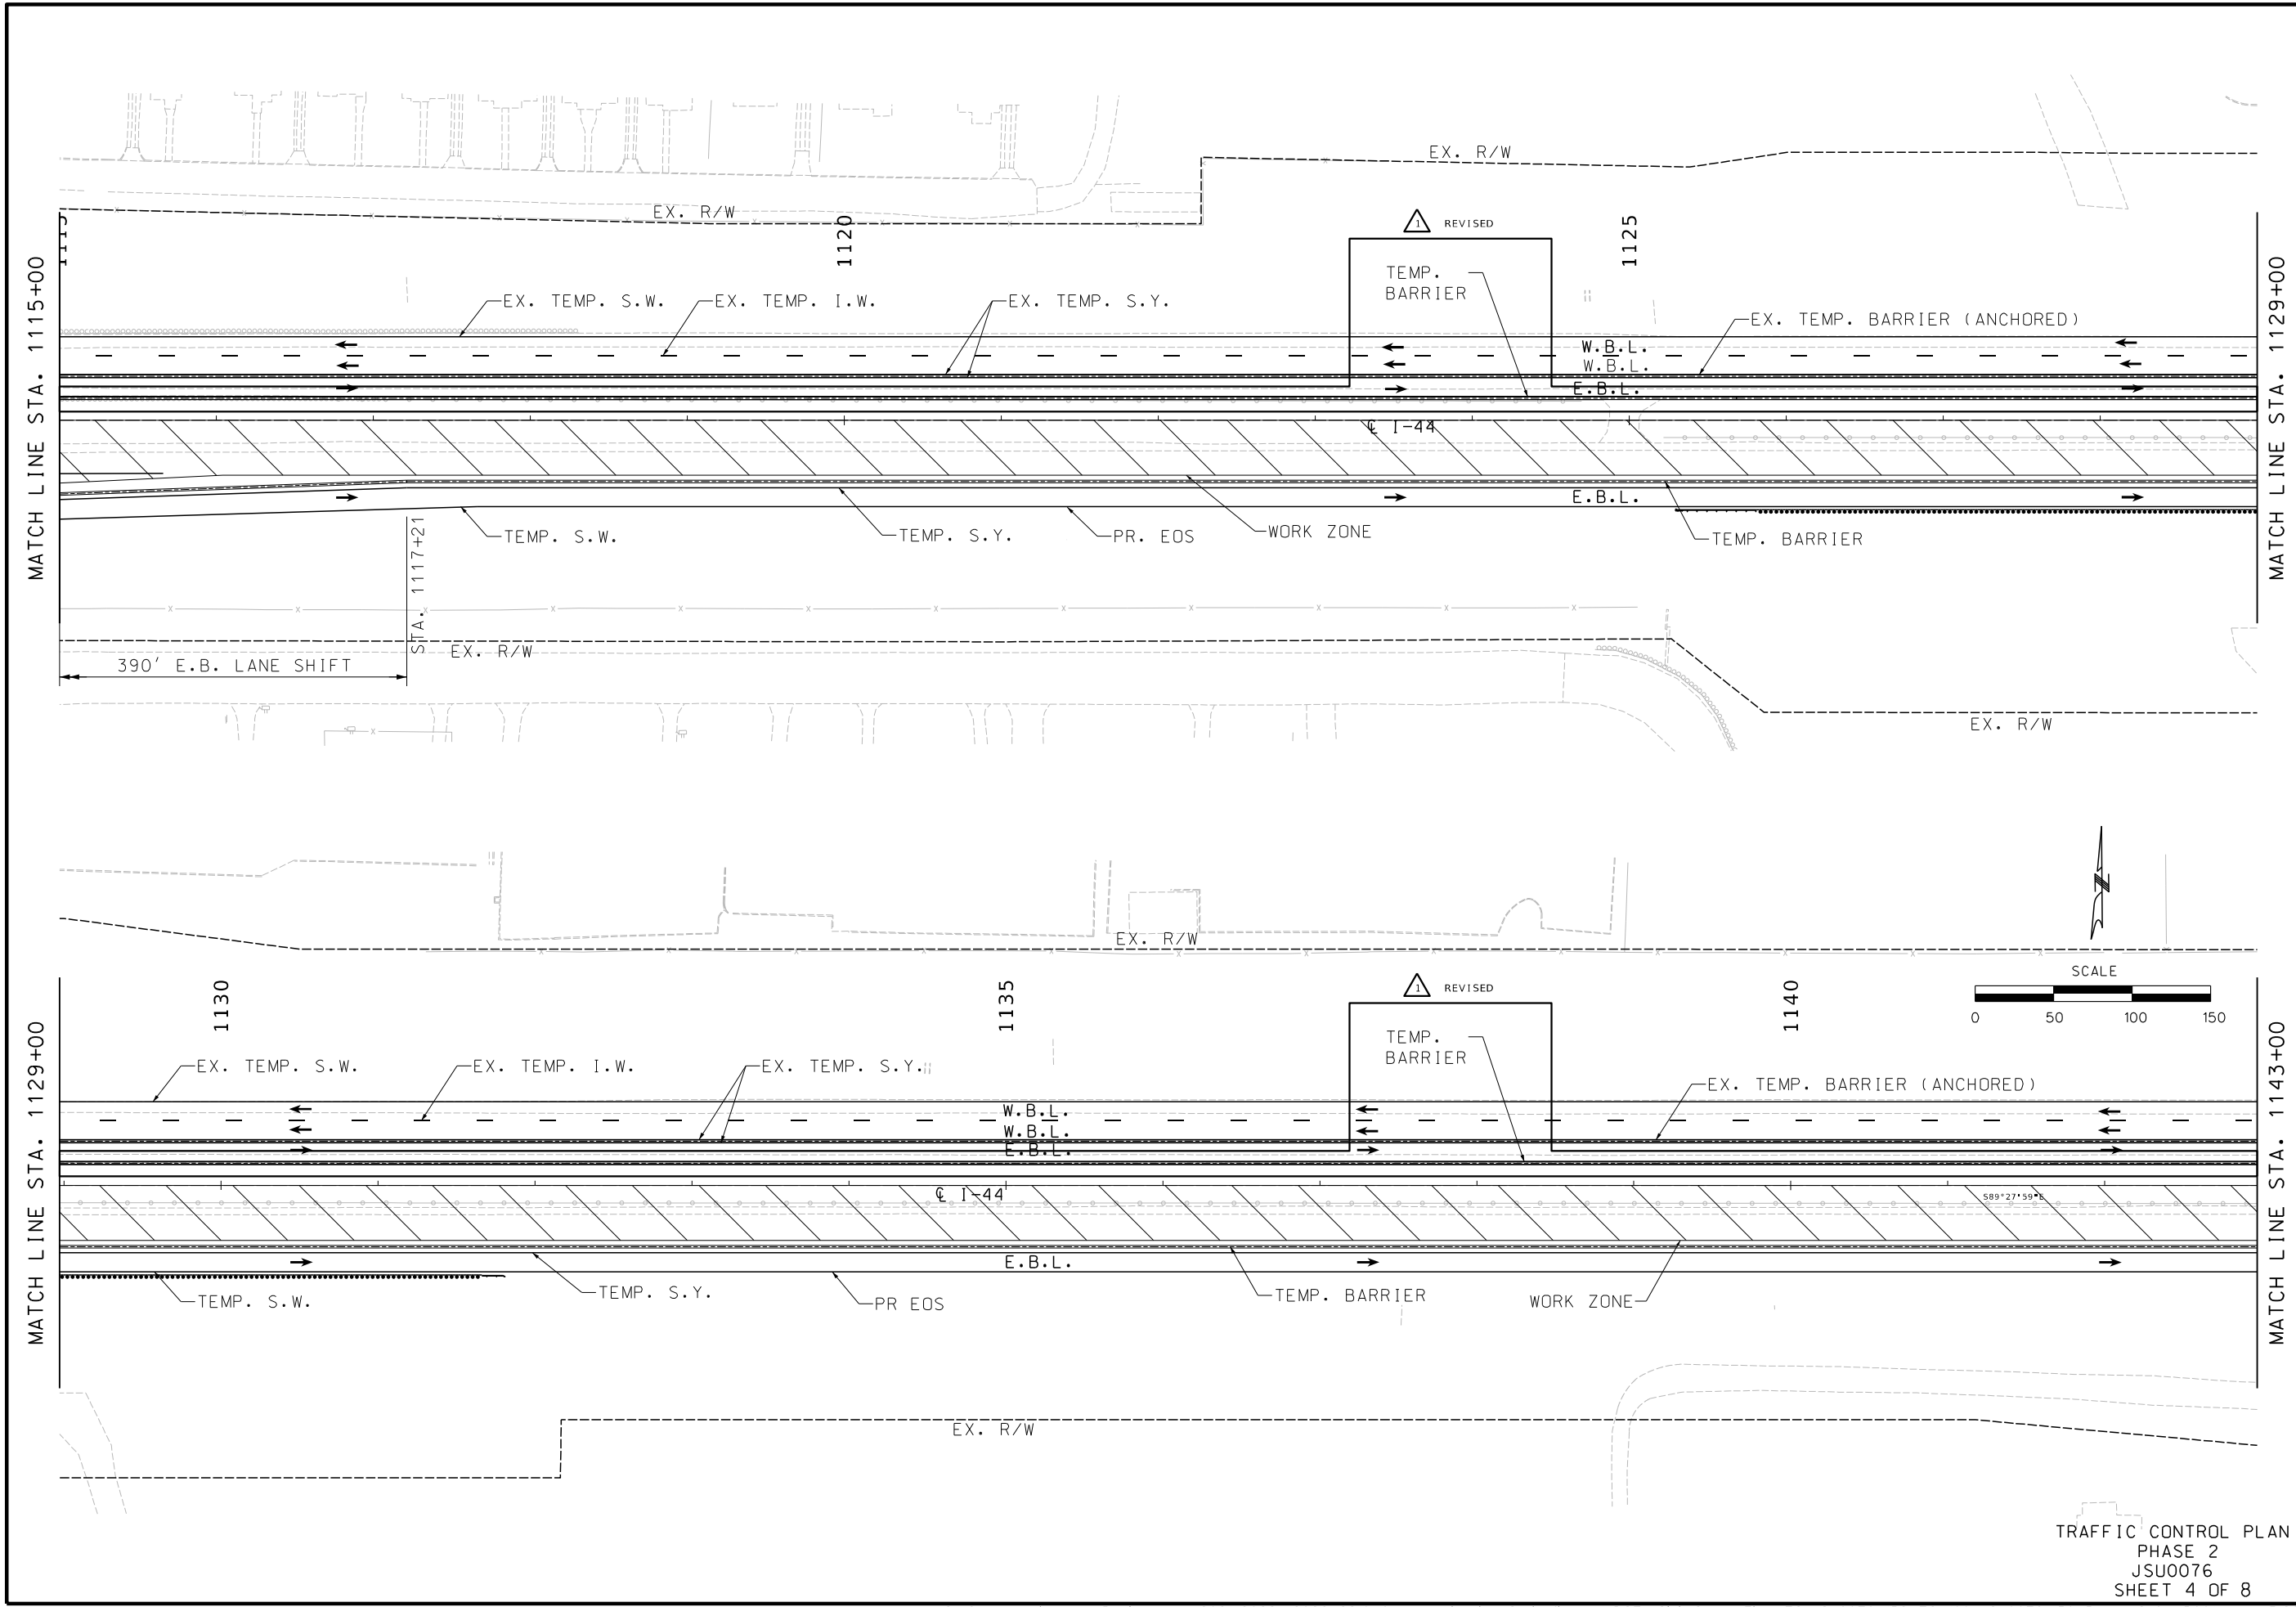 EX. R/W
EX. R/W
1115
1120
1 REVISED
1125
MATCH LINE STA. 1115+00
MATCH LINE STA. 1129+00
TEMP.
BARRIER
EX. TEMP. S.W.
EX. TEMP. I.W.
EX. TEMP. S.Y.
EX. TEMP. BARRIER (ANCHORED)
W.B.L.
W.B.L.
E.B.L.
℄ I-44
E.B.L.
TEMP. S.W.
TEMP. S.Y.
PR. EOS
WORK ZONE
TEMP. BARRIER
STA. 1117+21
EX. R/W
390' E.B. LANE SHIFT
EX. R/W
N
EX. R/W
SCALE
0 50 100 150
1130
1135
1 REVISED
1140
MATCH LINE STA. 1129+00
MATCH LINE STA. 1143+00
TEMP.
BARRIER
EX. TEMP. S.W.
EX. TEMP. I.W.
EX. TEMP. S.Y.
EX. TEMP. BARRIER (ANCHORED)
W.B.L.
W.B.L.
E.B.L.
℄ I-44
S89°27'59"E
E.B.L.
TEMP. S.W.
TEMP. S.Y.
PR EOS
TEMP. BARRIER
WORK ZONE
EX. R/W
TRAFFIC CONTROL PLAN
PHASE 2
JSU0076
SHEET 4 OF 8